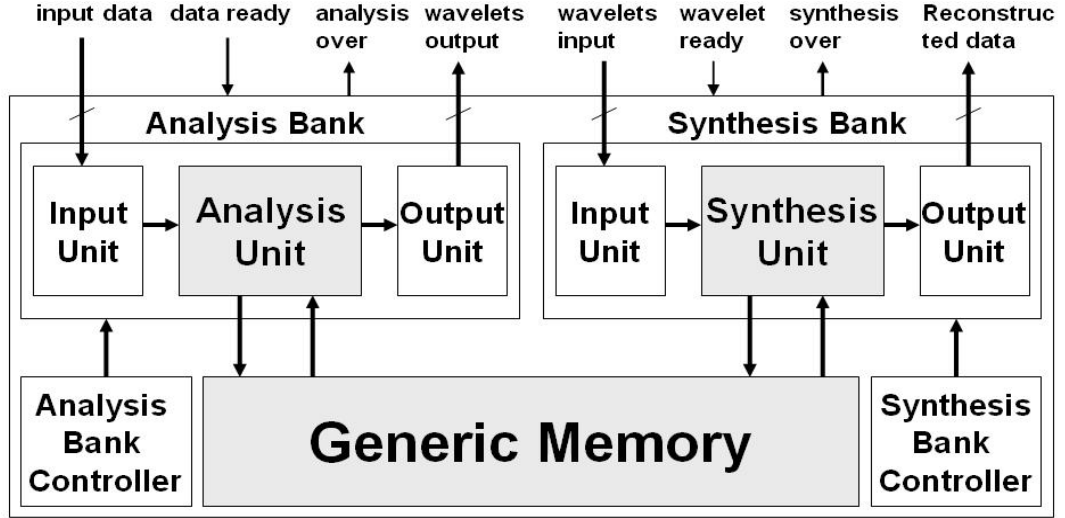 input data data ready analysis wavelets wavelets wavelet synthesis Reconstruc
over output input ready over ted data
Analysis Bank Synthesis Bank
Input Unit
Analysis Unit
Output Unit
Input Unit
Synthesis Unit
Output Unit
Analysis
Bank
Controller
Generic Memory
Synthesis
Bank
Controller